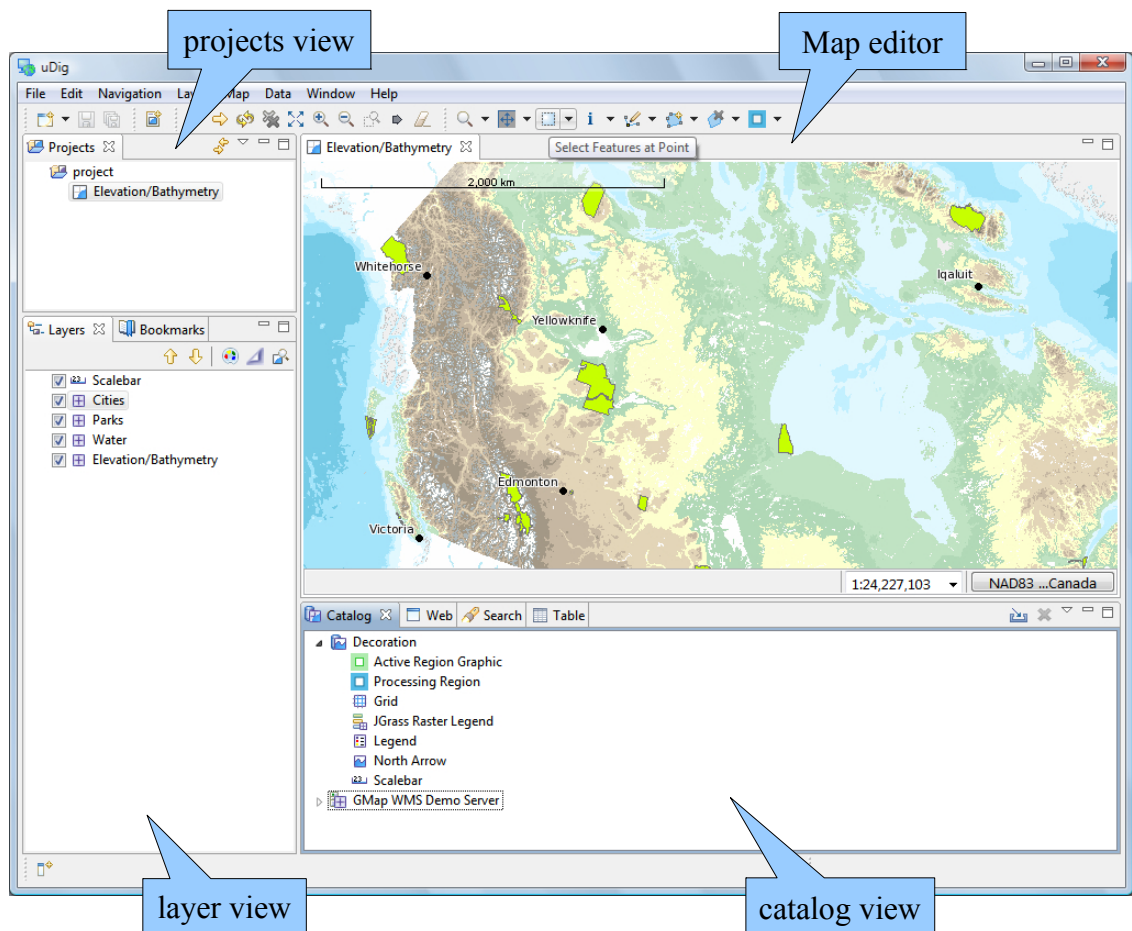 projects view
Map editor
uDig
File Edit Navigation La Map Data Window Help
Projects
Elevation/Bathymetry
Select Features at Point
project
Elevation/Bathymetry
2,000 km
Whitehorse
Iqaluit
Yellowknife
Edmonton
Victoria
Layers Bookmarks
Scalebar
Cities
Parks
Water
Elevation/Bathymetry
1:24,227,103 NAD83 ...Canada
Catalog Web Search Table
Decoration
Active Region Graphic
Processing Region
Grid
JGrass Raster Legend
Legend
North Arrow
Scalebar
GMap WMS Demo Server
layer view
catalog view